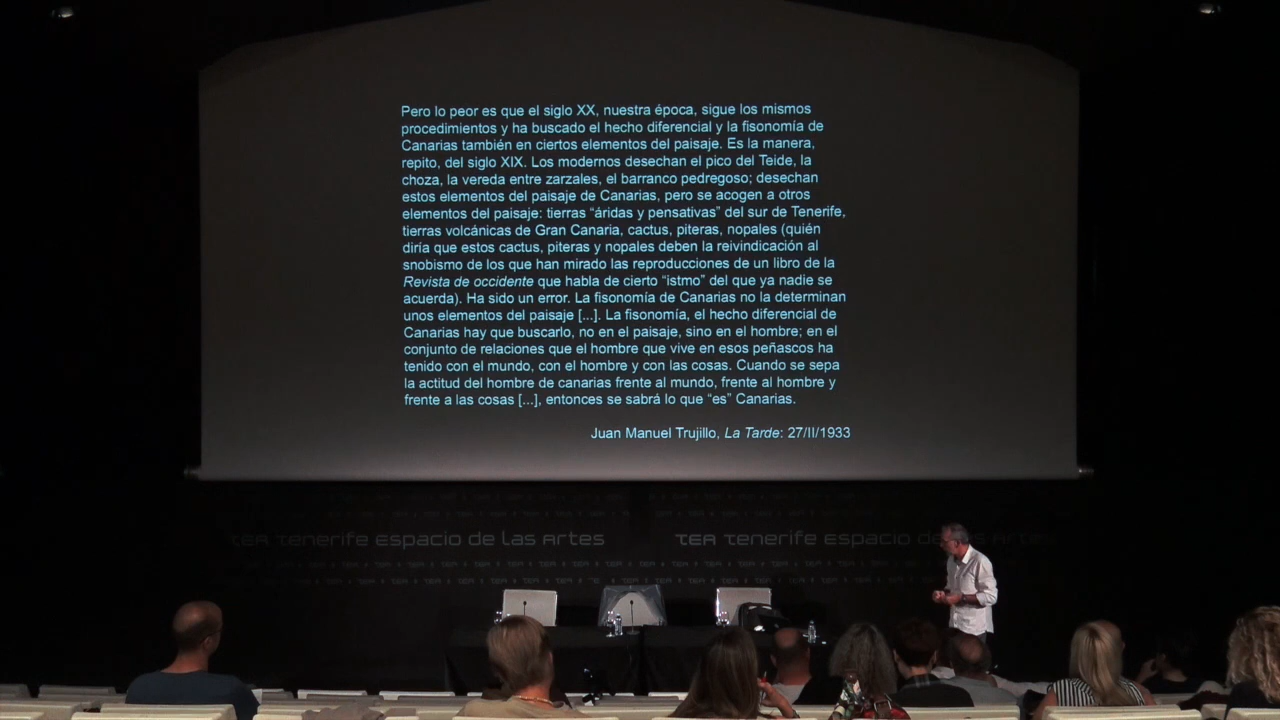 Pero lo peor es que el siglo XX, nuestra época, sigue los mismos
procedimientos y ha buscado el hecho diferencial y la fisonomía de
Canarias también en ciertos elementos del paisaje. Es la manera,
repito, del siglo XIX. Los modernos desechan el pico del Teide, la
choza, la vereda entre zarzales, el barranco pedregoso; desechan
estos elementos del paisaje de Canarias, pero se acogen a otros
elementos del paisaje: tierras “áridas y pensativas” del sur de Tenerife,
tierras volcánicas de Gran Canaria, cactus, piteras, nopales (quién
diría que estos cactus, piteras y nopales deben la reivindicación al
snobismo de los que han mirado las reproducciones de un libro de la
Revista de occidente que habla de cierto “istmo” del que ya nadie se
acuerda). Ha sido un error. La fisonomía de Canarias no la determinan
unos elementos del paisaje [...]. La fisonomía, el hecho diferencial de
Canarias hay que buscarlo, no en el paisaje, sino en el hombre; en el
conjunto de relaciones que el hombre que vive en esos peñascos ha
tenido con el mundo, con el hombre y con las cosas. Cuando se sepa
la actitud del hombre de canarias frente al mundo, frente al hombre y
frente a las cosas [...], entonces se sabrá lo que “es” Canarias.
Juan Manuel Trujillo, La Tarde: 27/II/1933
TEA Tenerife Espacio de las Artes TEA Tenerife Espacio de las Artes